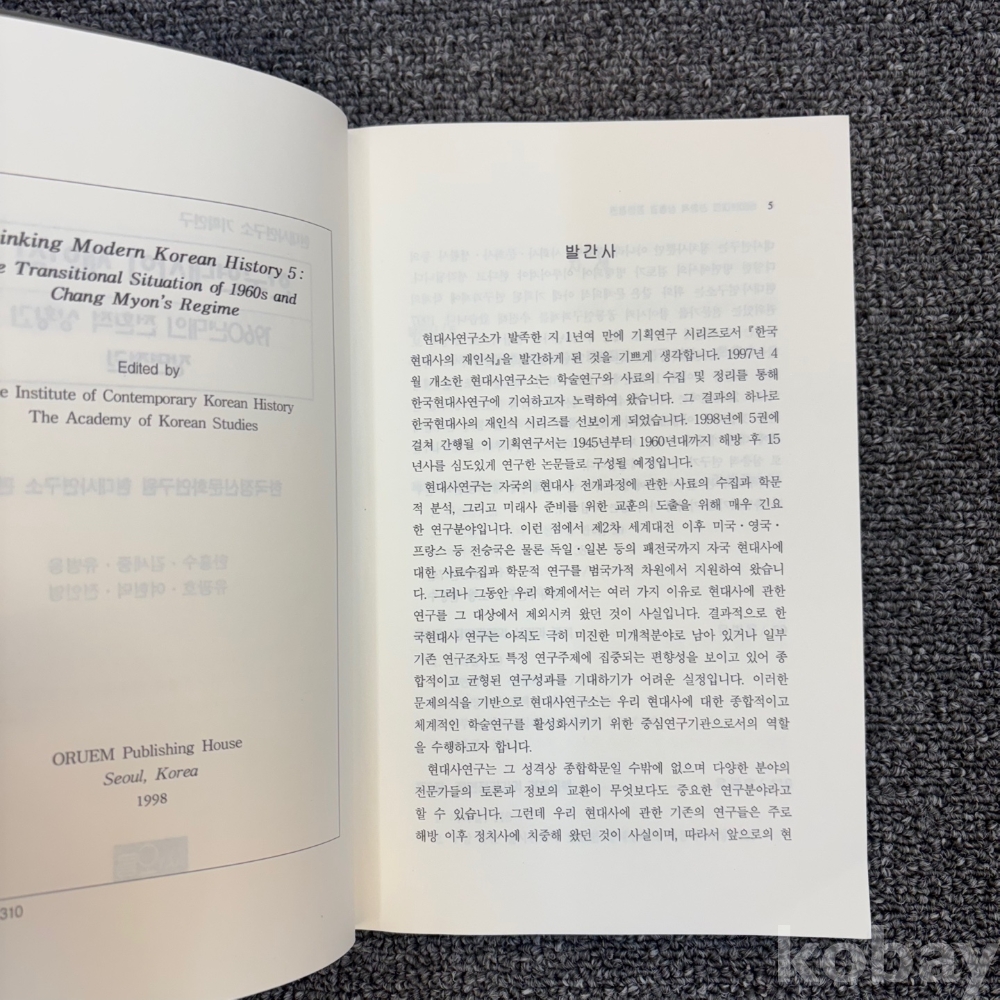 inking Modern Korean History 5:
e Transitional Situation of 1960s and
Chang Myon's Regime
Edited by
e Institute of Contemporary Korean History
The Academy of Korean Studies
ORUEM Publishing House
Seoul, Korea
1998
310
5
발간사
현대사연구소가 발족한 지 1년여 만에 기획연구 시리즈로서 『한국
현대사의 재인식』을 발간하게 된 것을 기쁘게 생각합니다. 1997년 4
월 개소한 현대사연구소는 학술연구와 사료의 수집 및 정리를 통해
한국현대사연구에 기여하고자 노력하여 왔습니다. 그 결과의 하나로
한국현대사의 재인식 시리즈를 선보이게 되었습니다. 1998년에 5권에
걸쳐 간행될 이 기획연구서는 1945년부터 1960년대까지 해방 후 15
년사를 심도있게 연구한 논문들로 구성될 예정입니다.
현대사연구는 자국의 현대사 전개과정에 관한 사료의 수집과 학문
적 분석, 그리고 미래사 준비를 위한 교훈의 도출을 위해 매우 긴요
한 연구분야입니다. 이런 점에서 제2차 세계대전 이후 미국·영국·
프랑스 등 전승국은 물론 독일·일본 등의 패전국까지 자국 현대사에
대한 사료수집과 학문적 연구를 범국가적 차원에서 지원하여 왔습니
다. 그러나 그동안 우리 학계에서는 여러 가지 이유로 현대사에 관한
연구를 그 대상에서 제외시켜 왔던 것이 사실입니다. 결과적으로 한
국현대사 연구는 아직도 극히 미진한 미개척분야로 남아 있거나 일부
기존 연구조차도 특정 연구주제에 집중되는 편향성을 보이고 있어 종
합적이고 균형된 연구성과를 기대하기가 어려운 실정입니다. 이러한
문제의식을 기반으로 현대사연구소는 우리 현대사에 대한 종합적이고
체계적인 학술연구를 활성화시키기 위한 중심연구기관으로서의 역할
을 수행하고자 합니다.
현대사연구는 그 성격상 종합학문일 수밖에 없으며 다양한 분야의
전문가들의 토론과 정보의 교환이 무엇보다도 중요한 연구분야라고
할 수 있습니다. 그런데 우리 현대사에 관한 기존의 연구들은 주로
해방 이후 정치사에 치중해 왔던 것이 사실이며, 따라서 앞으로의 현
kobay